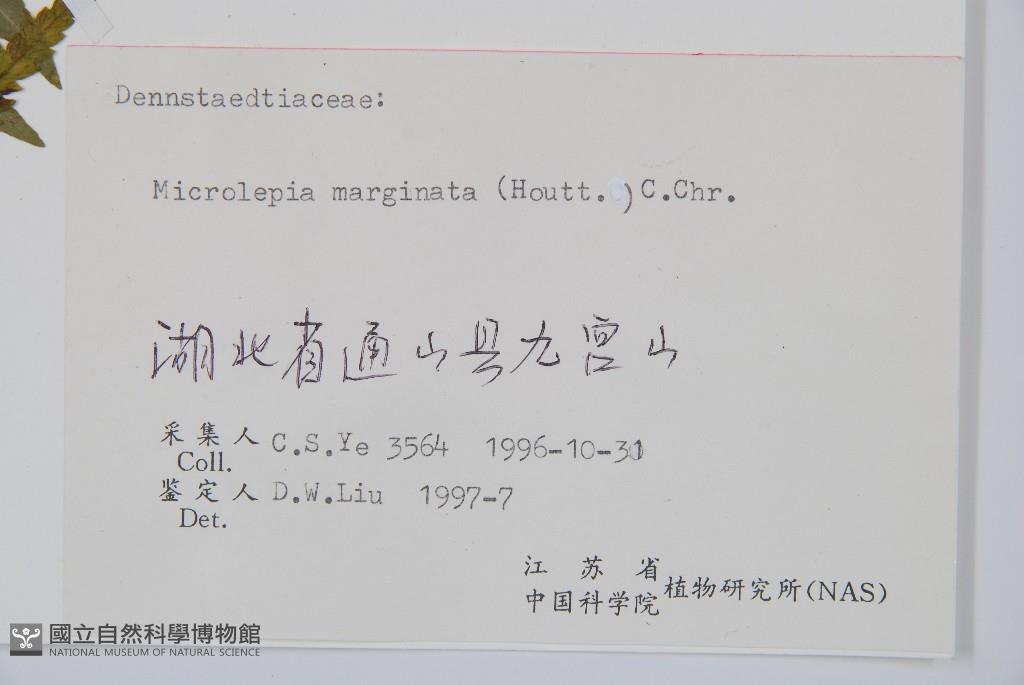 Dennstaedtiaceae:
Microlepia marginata (Houtt. ) C.Chr.
湖北省通山县九宫山
采集人 C.S.Ye 3564 1996-10-31
Coll.
鉴定人 D.W.Liu 1997-7
Det.
江苏省
中国科学院 植物研究所(NAS)
國立自然科學博物館
NATIONAL MUSEUM OF NATURAL SCIENCE